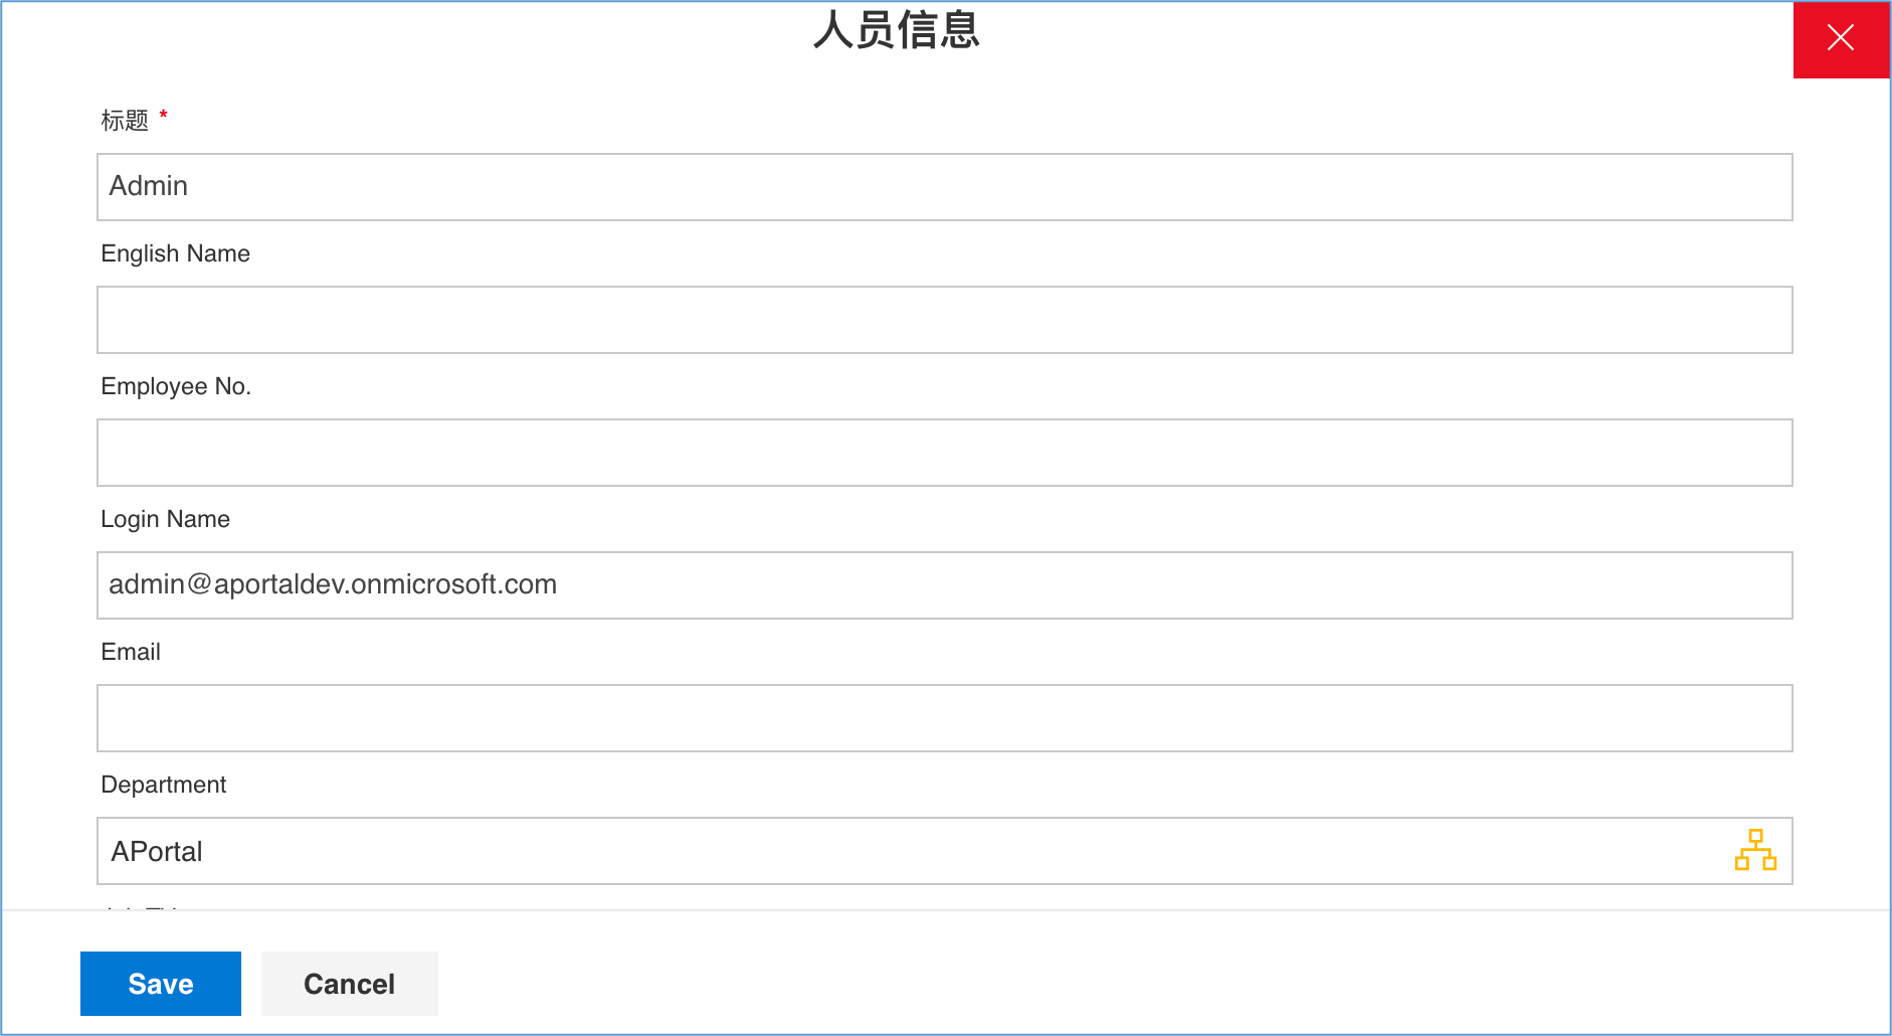 人员信息
标题 *
Admin
English Name
Employee No.
Login Name
admin@aportaldev.onmicrosoft.com
Email
Department
APortal
Save
Cancel